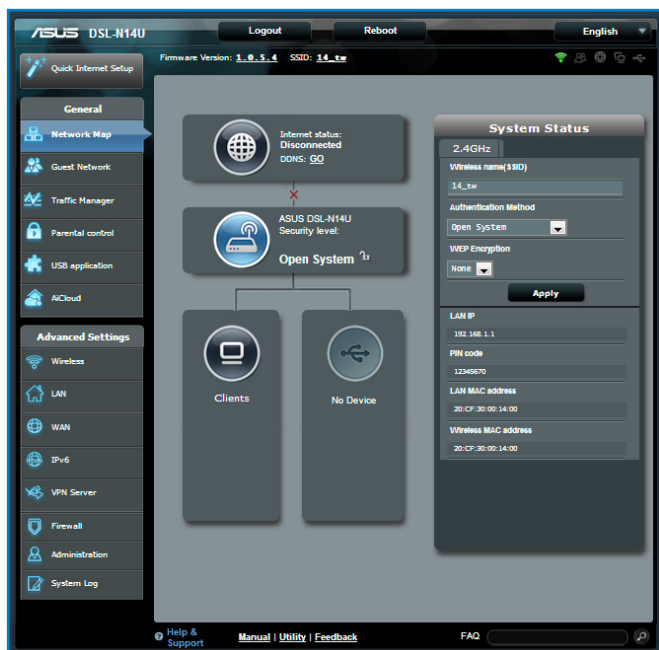 ASUS DSL-N14U
Logout
Reboot
English
Quick Internet Setup
Firmware Version: 1.0.5.4 SSID: 14_tw
General
Network Map
Guest Network
Traffic Manager
Parental control
USB application
AiCloud
Advanced Settings
Wireless
LAN
WAN
IPv6
VPN Server
Firewall
Administration
System Log
Internet status:
Disconnected
DDNS: GO
ASUS DSL-N14U
Security level:
Open System
Clients
No Device
System Status
2.4GHz
Wireless name(SSID)
14_tw
Authentication Method
Open System
WEP Encryption
None
Apply
LAN IP
192.168.1.1
PIN code
12345670
LAN MAC address
20:CF:30:00:14:00
Wireless MAC address
20:CF:30:00:14:00
Help &
Support
Manual | Utility | Feedback
FAQ